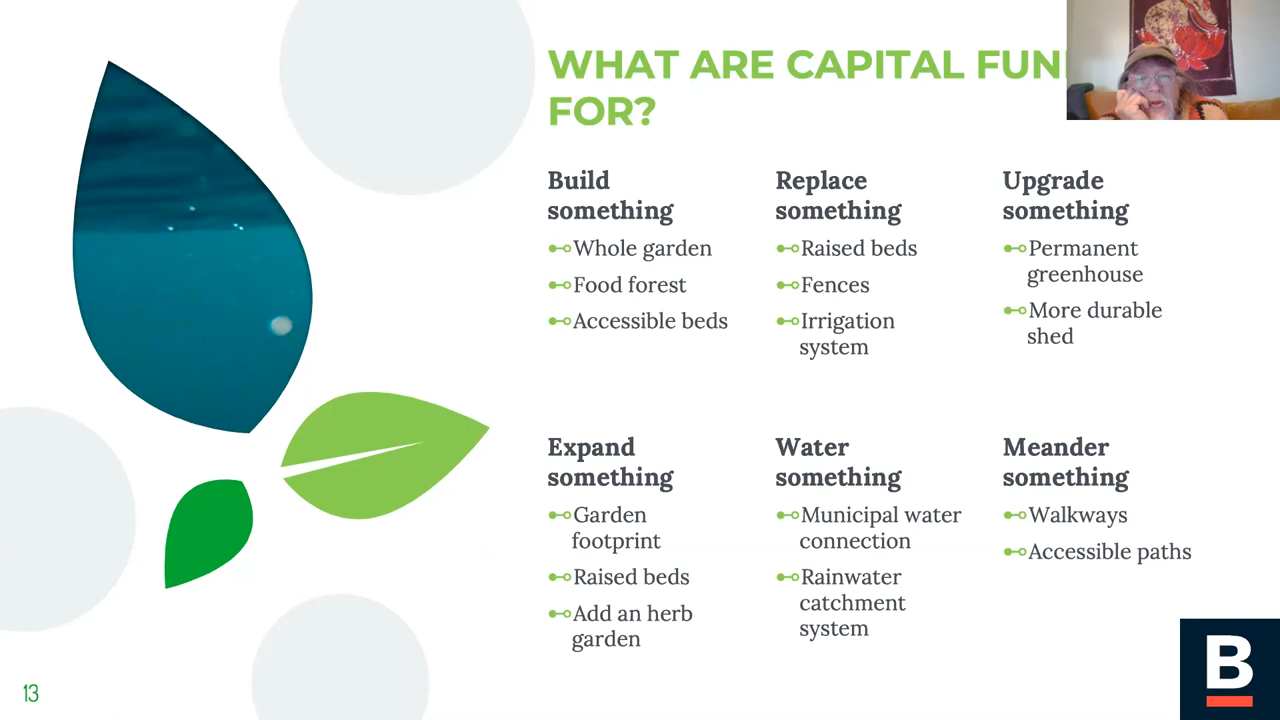 WHAT ARE CAPITAL FUN
FOR?
Build
something
Whole garden
Food forest
Accessible beds
Replace
something
Raised beds
Fences
Irrigation
system
Upgrade
something
Permanent
greenhouse
More durable
shed
Expand
something
Garden
footprint
Raised beds
Add an herb
garden
Water
something
Municipal water
connection
Rainwater
catchment
system
Meander
something
Walkways
Accessible paths
13
B